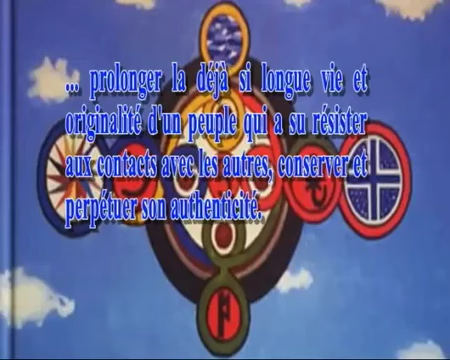 ... prolonger la déjà si longue vie et
originalité d'un peuple qui a su résister
aux contacts avec les autres, conserver et
perpétuer son authenticité.